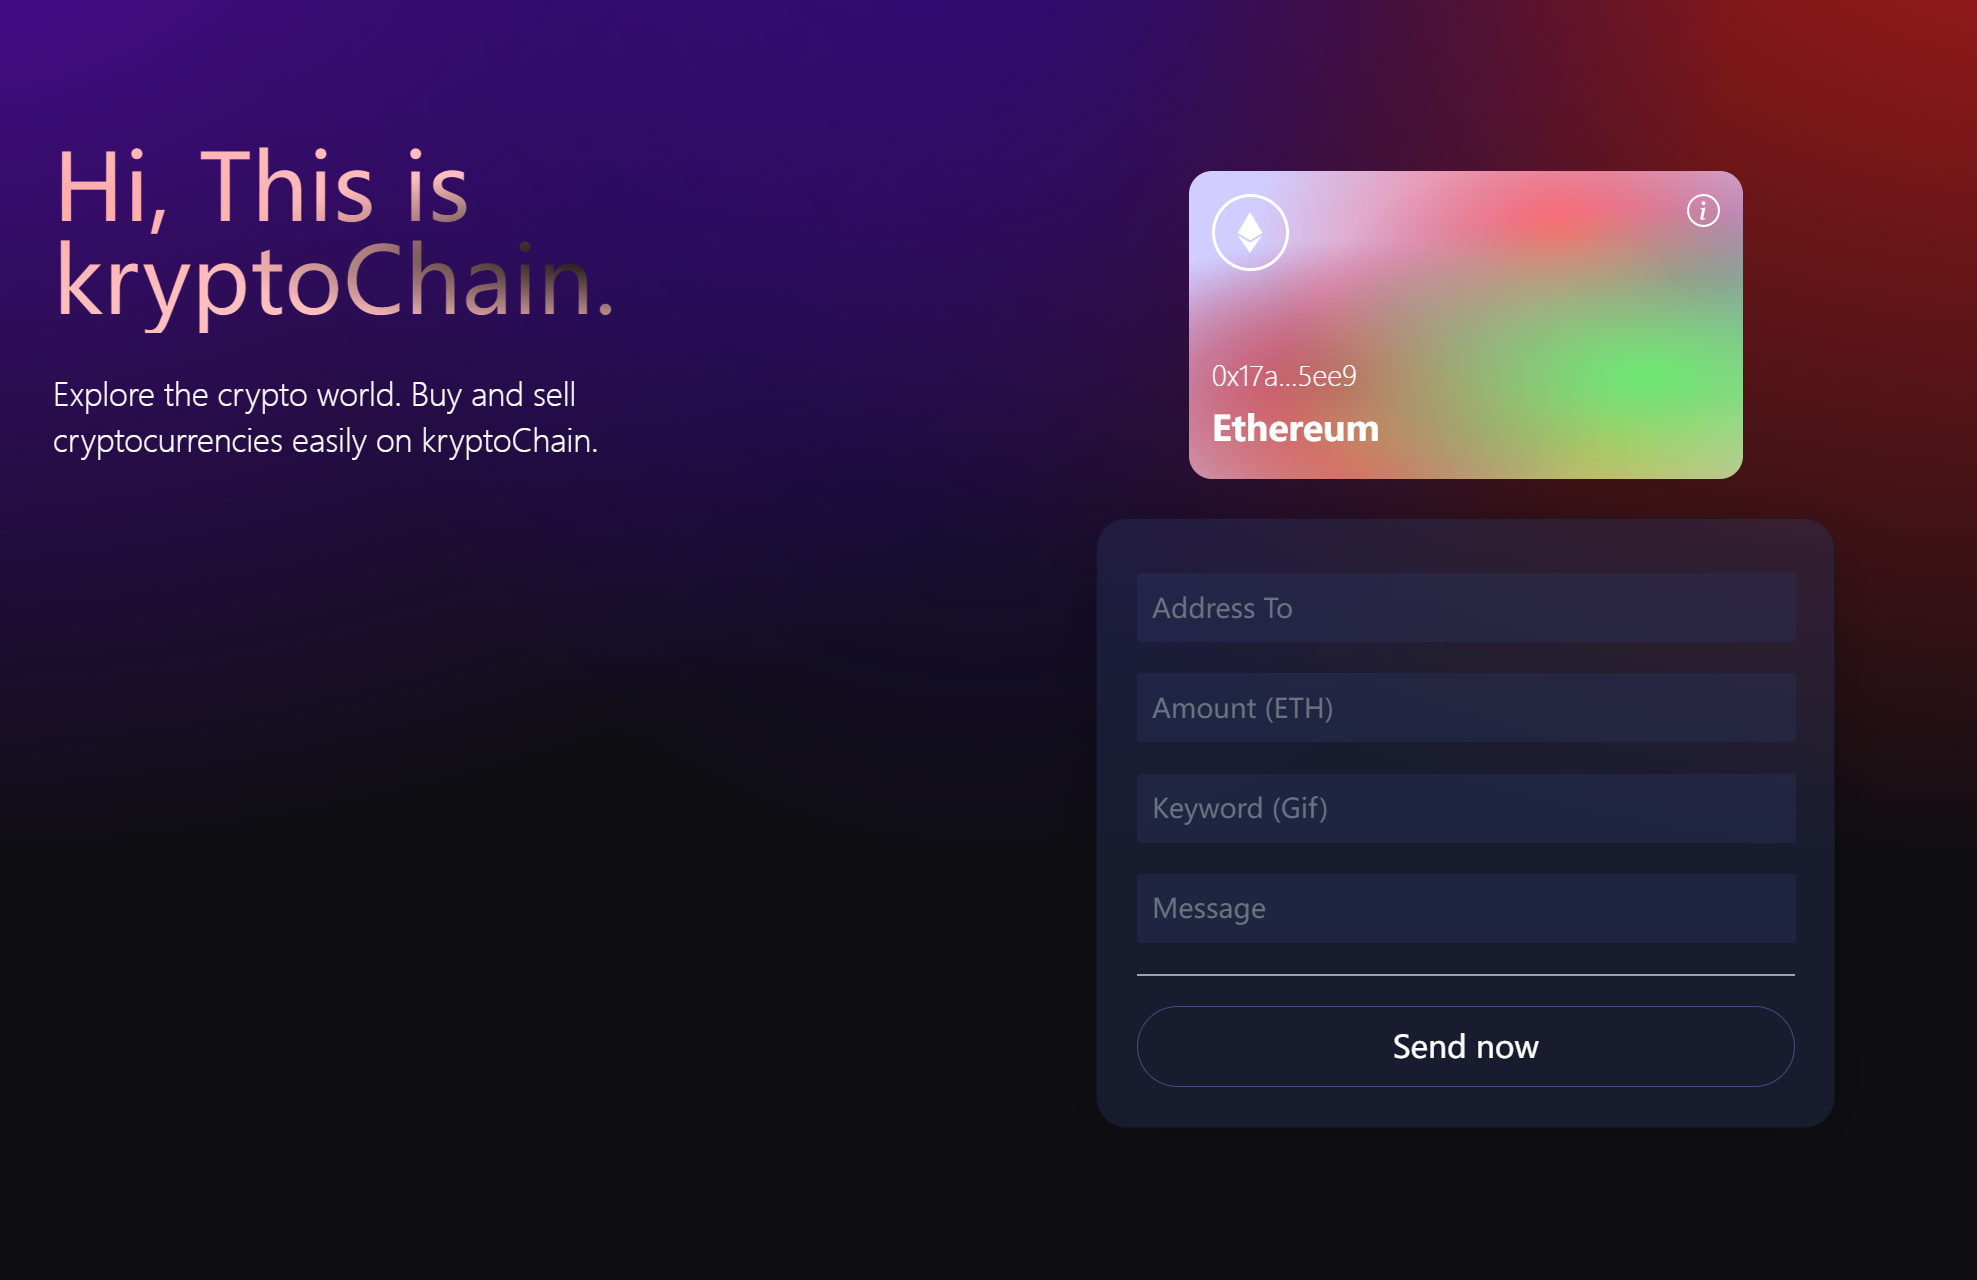 Hi, This is
kryptoChain.
Explore the crypto world. Buy and sell
cryptocurrencies easily on kryptoChain.
i
0x17a...5ee9
Ethereum
Address To
Amount (ETH)
Keyword (Gif)
Message
Send now